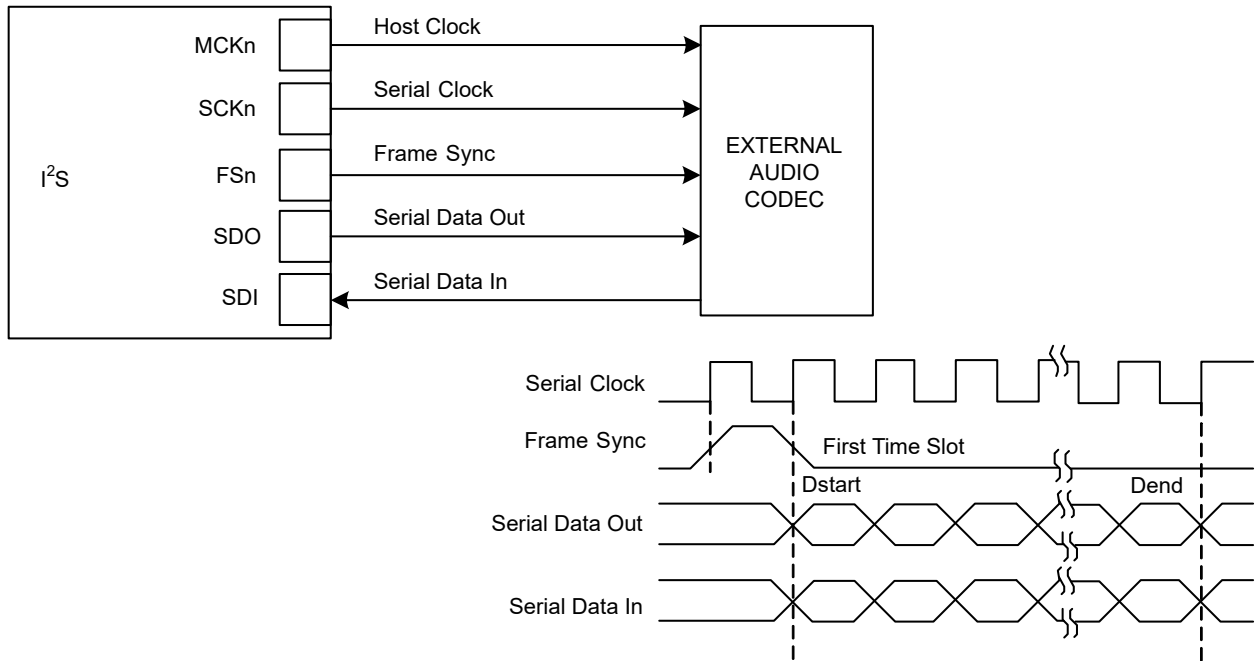 MCKn
Host Clock
SCKn
Serial Clock
I²S
FSn
Frame Sync
EXTERNAL
AUDIO
CODEC
SDO
Serial Data Out
SDI
Serial Data In
Serial Clock
Frame Sync
First Time Slot
Dstart
Dend
Serial Data Out
Serial Data In